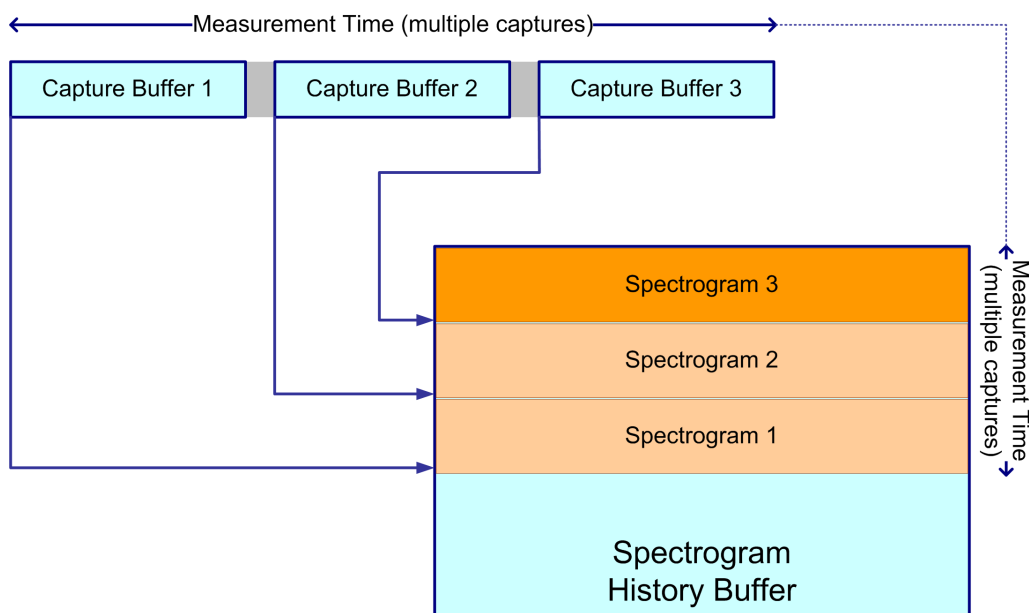 Measurement Time (multiple captures)
Capture Buffer 1
Capture Buffer 2
Capture Buffer 3
Spectrogram 3
Spectrogram 2
Spectrogram 1
Measurement Time
(multiple captures)
Spectrogram
History Buffer